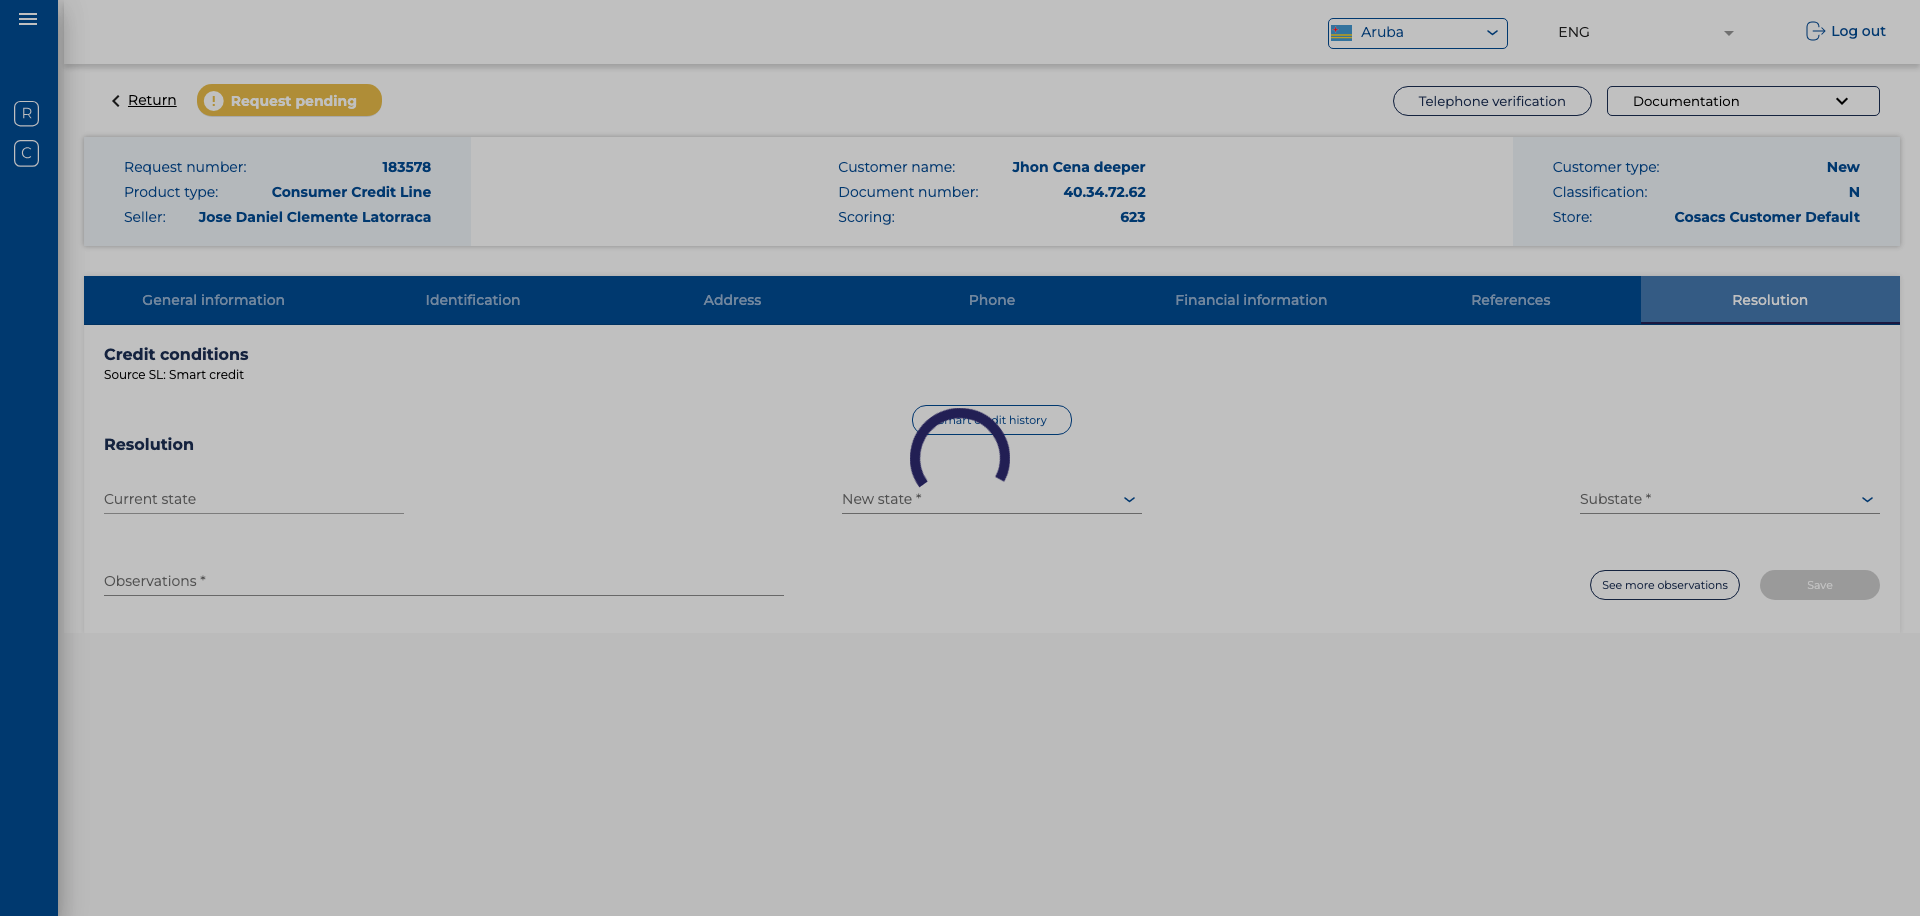 Aruba
ENG
Log out
R
C
Return
! Request pending
Telephone verification
Documentation
Request number: 183578
Product type: Consumer Credit Line
Seller: Jose Daniel Clemente Latorraca
Customer name: Jhon Cena deeper
Document number: 40.34.72.62
Scoring: 623
Customer type: New
Classification: N
Store: Cosacs Customer Default
General information
Identification
Address
Phone
Financial information
References
Resolution
Credit conditions
Source SL: Smart credit
history
Resolution
Current state
New state *
Substate *
Observations *
See more observations
Save